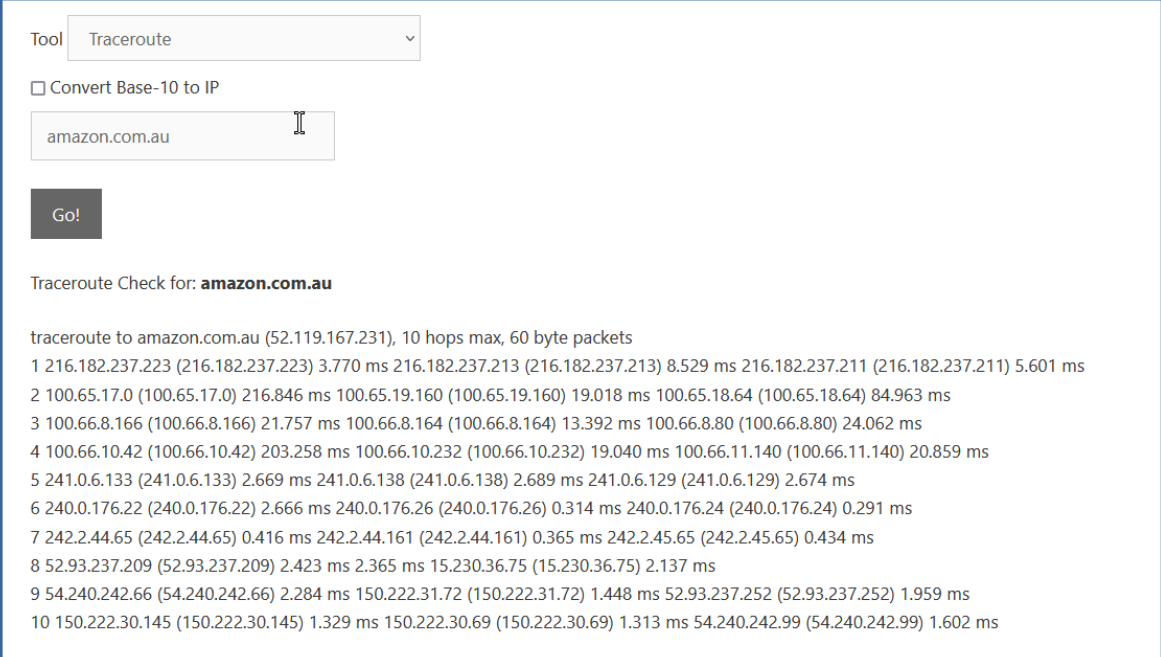 Tool Traceroute
Convert Base-10 to IP
amazon.com.au
Go!
Traceroute Check for: amazon.com.au
traceroute to amazon.com.au (52.119.167.231), 10 hops max, 60 byte packets
1 216.182.237.223 (216.182.237.223) 3.770 ms 216.182.237.213 (216.182.237.213) 8.529 ms 216.182.237.211 (216.182.237.211) 5.601 ms
2 100.65.17.0 (100.65.17.0) 216.846 ms 100.65.19.160 (100.65.19.160) 19.018 ms 100.65.18.64 (100.65.18.64) 84.963 ms
3 100.66.8.166 (100.66.8.166) 21.757 ms 100.66.8.164 (100.66.8.164) 13.392 ms 100.66.8.80 (100.66.8.80) 24.062 ms
4 100.66.10.42 (100.66.10.42) 203.258 ms 100.66.10.232 (100.66.10.232) 19.040 ms 100.66.11.140 (100.66.11.140) 20.859 ms
5 241.0.6.133 (241.0.6.133) 2.669 ms 241.0.6.138 (241.0.6.138) 2.689 ms 241.0.6.129 (241.0.6.129) 2.674 ms
6 240.0.176.22 (240.0.176.22) 2.666 ms 240.0.176.26 (240.0.176.26) 0.314 ms 240.0.176.24 (240.0.176.24) 0.291 ms
7 242.2.44.65 (242.2.44.65) 0.416 ms 242.2.44.161 (242.2.44.161) 0.365 ms 242.2.45.65 (242.2.45.65) 0.434 ms
8 52.93.237.209 (52.93.237.209) 2.423 ms 2.365 ms 15.230.36.75 (15.230.36.75) 2.137 ms
9 54.240.242.66 (54.240.242.66) 2.284 ms 150.222.31.72 (150.222.31.72) 1.448 ms 52.93.237.252 (52.93.237.252) 1.959 ms
10 150.222.30.145 (150.222.30.145) 1.329 ms 150.222.30.69 (150.222.30.69) 1.313 ms 54.240.242.99 (54.240.242.99) 1.602 ms